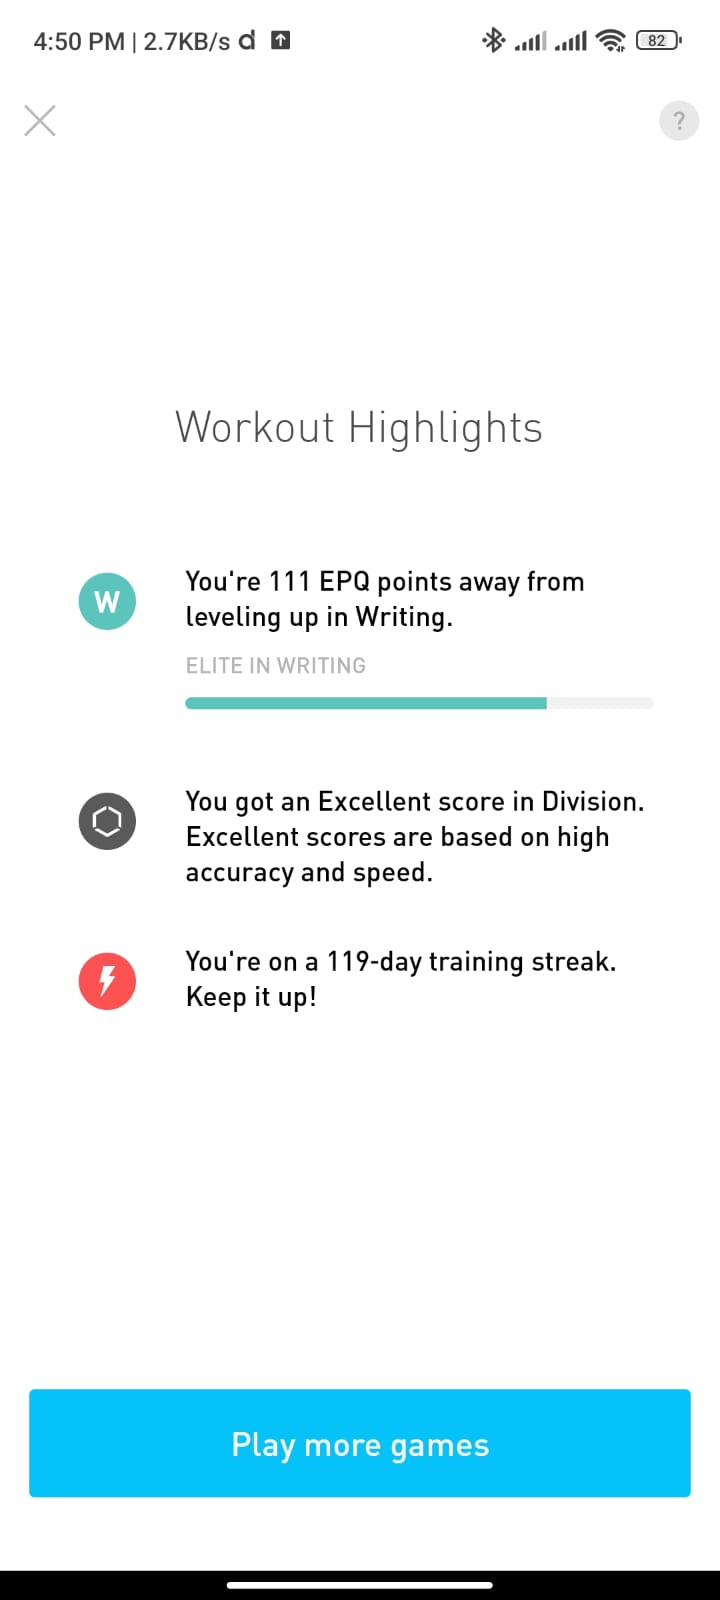 4:50 PM | 2.7KB/s d
82
?
Workout Highlights
W
You're 111 EPQ points away from
leveling up in Writing.
ELITE IN WRITING
You got an Excellent score in Division.
Excellent scores are based on high
accuracy and speed.
You're on a 119-day training streak.
Keep it up!
Play more games